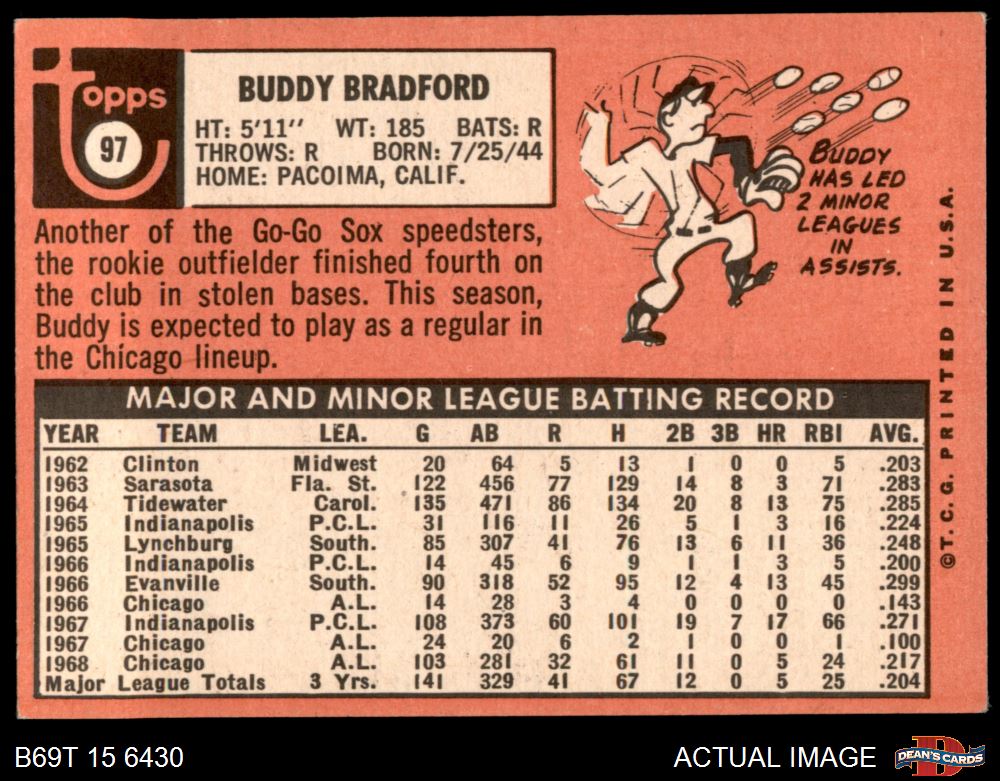 Topps
97
BUDDY BRADFORD
HT: 5'11" WT: 185 BATS: R
THROWS: R BORN: 7/25/44
HOME: PACOIMA, CALIF.
Another of the Go-Go Sox speedsters,
the rookie outfielder finished fourth on
the club in stolen bases. This season,
Buddy is expected to play as a regular in
the Chicago lineup.
BUDDY
HAS LED
2 MINOR
LEAGUES
IN
ASSISTS.
MAJOR AND MINOR LEAGUE BATTING RECORD
YEAR TEAM LEA. G AB R H 2B 3B HR RBI AVG.
1962 Clinton Midwest 20 64 5 13 1 0 0 5 .203
1963 Sarasota Fla. St. 122 456 77 129 14 8 3 71 .283
1964 Tidewater Carol. 135 471 86 134 20 8 13 75 .285
1965 Indianapolis P.C.L. 31 116 11 26 5 1 3 16 .224
1965 Lynchburg South. 85 307 41 76 13 6 11 36 .248
1966 Indianapolis P.C.L. 14 45 6 9 1 1 3 5 .200
1966 Evanville South. 90 318 52 95 12 4 13 45 .299
1966 Chicago A.L. 14 28 3 4 0 0 0 0 .143
1967 Indianapolis P.C.L. 108 373 60 101 19 7 17 66 .271
1967 Chicago A.L. 24 20 6 2 1 0 0 1 .100
1968 Chicago A.L. 103 281 32 61 11 0 5 24 .217
Major League Totals 3 Yrs. 141 329 41 67 12 0 5 25 .204
©T.C.G. PRINTED IN U.S.A.
B69T 15 6430
ACTUAL IMAGE
D
DEAN'S CARDS